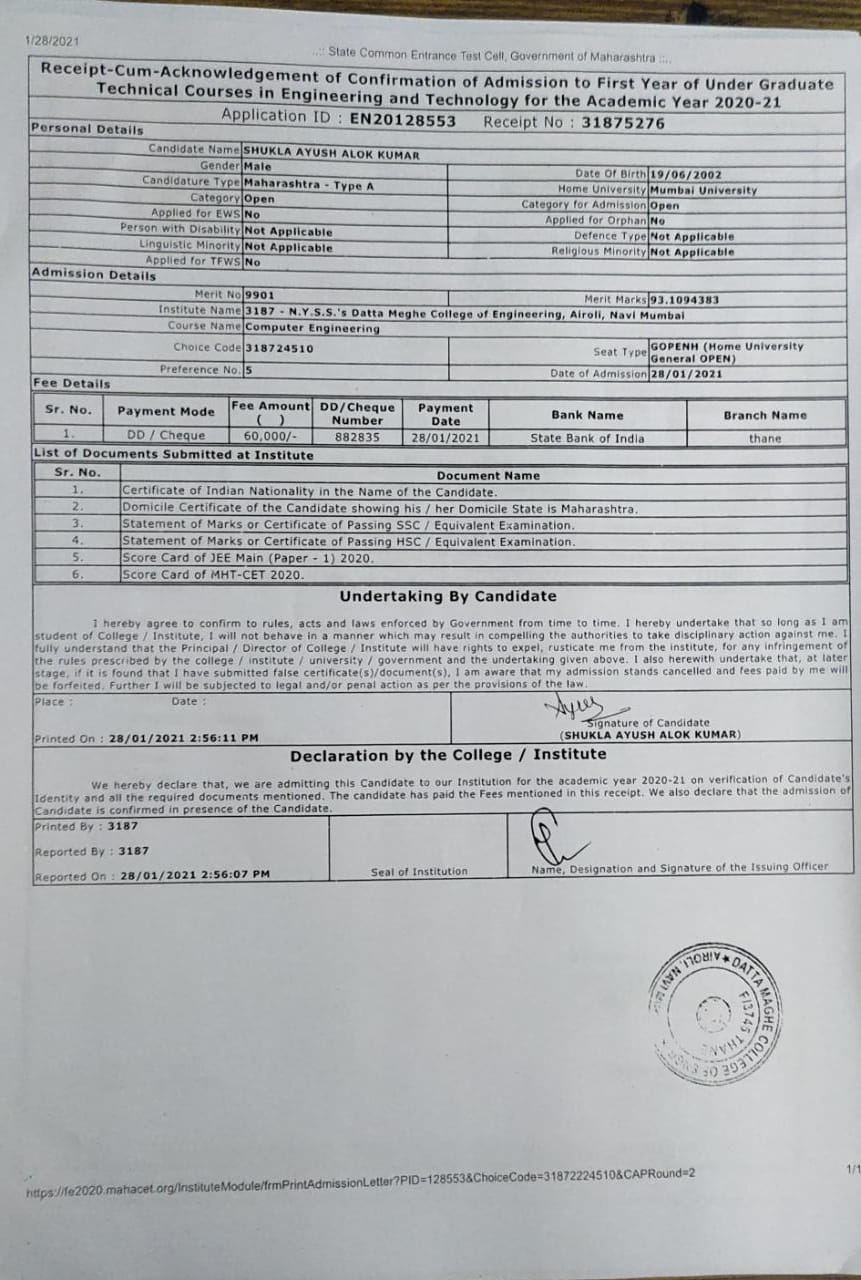 1/28/2021
..:: State Common Entrance Test Cell, Government of Maharashtra ::..
Receipt-Cum-Acknowledgement of Confirmation of Admission to First Year of Under Graduate
Technical Courses in Engineering and Technology for the Academic Year 2020-21
Application ID : EN20128553 Receipt No : 31875276
Personal Details
Candidate Name SHUKLA AYUSH ALOK KUMAR
Gender Male Date Of Birth 19/06/2002
Candidature Type Maharashtra - Type A Home University Mumbai University
Category Open Category for Admission Open
Applied for EWS No Applied for Orphan No
Person with Disability Not Applicable Defence Type Not Applicable
Linguistic Minority Not Applicable Religious Minority Not Applicable
Applied for TFWS No
Admission Details
Merit No 9901 Merit Marks 93.1094383
Institute Name 3187 - N.Y.S.S.'s Datta Meghe College of Engineering, Airoli, Navi Mumbai
Course Name Computer Engineering
Choice Code 318724510 Seat Type GOPENH (Home University
General OPEN)
Preference No. 5 Date of Admission 28/01/2021
Fee Details
Sr. No. Payment Mode Fee Amount ( ) DD/Cheque Number Payment Date Bank Name Branch Name
1. DD / Cheque 60,000/- 882835 28/01/2021 State Bank of India thane
List of Documents Submitted at Institute
Sr. No. Document Name
1. Certificate of Indian Nationality in the Name of the Candidate.
2. Domicile Certificate of the Candidate showing his / her Domicile State is Maharashtra.
3. Statement of Marks or Certificate of Passing SSC / Equivalent Examination.
4. Statement of Marks or Certificate of Passing HSC / Equivalent Examination.
5. Score Card of JEE Main (Paper - 1) 2020.
6. Score Card of MHT-CET 2020.
Undertaking By Candidate
I hereby agree to confirm to rules, acts and laws enforced by Government from time to time. I hereby undertake that so long as I am
student of College / Institute, I will not behave in a manner which may result in compelling the authorities to take disciplinary action against me. I
fully understand that the Principal / Director of College / Institute will have rights to expel, rusticate me from the institute, for any infringement of
the rules prescribed by the college / institute / university / government and the undertaking given above. I also herewith undertake that, at later
stage, if it is found that I have submitted false certificate(s)/document(s), I am aware that my admission stands cancelled and fees paid by me will
be forfeited. Further I will be subjected to legal and/or penal action as per the provisions of the law.
Place : Date :
Signature of Candidate
Printed On : 28/01/2021 2:56:11 PM (SHUKLA AYUSH ALOK KUMAR)
Declaration by the College / Institute
We hereby declare that, we are admitting this Candidate to our Institution for the academic year 2020-21 on verification of Candidate's
Identity and all the required documents mentioned. The candidate has paid the Fees mentioned in this receipt. We also declare that the admission of
Candidate is confirmed in presence of the Candidate.
Printed By : 3187
Reported By : 3187
Reported On : 28/01/2021 2:56:07 PM Seal of Institution Name, Designation and Signature of the Issuing Officer
DATTA MAGHE COLLEGE OF
★ AIROLI, NAVI
F/3745 THANE
https://fe2020.mahacet.org/InstituteModule/frmPrintAdmissionLetter?PID=128553&ChoiceCode=31872224510&CAPRound=2
1/1